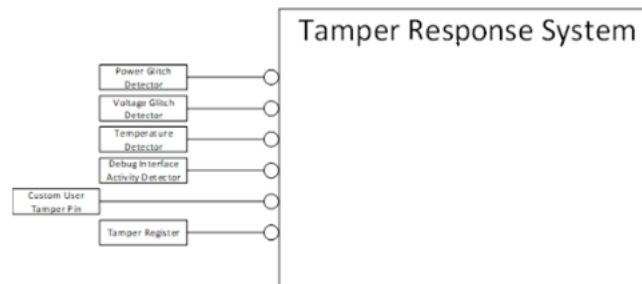 Tamper Response System
Power Glitch
Detector
Voltage Glitch
Detector
Temperature
Detector
Debug Interface
Activity Detector
Custom User
Tamper Pin
Tamper Register